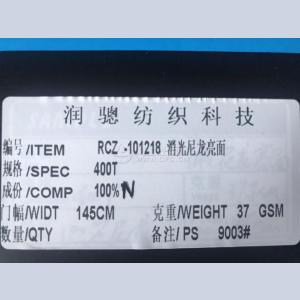 润骢纺织科技
编号/ITEM RCZ -101218 消光尼龙亮面
规格/SPEC 400T
成份/COMP 100%N
门幅/WIDT 145CM 克重/WEIGHT 37 GSM
数量/QTY 备注/PS 9003#